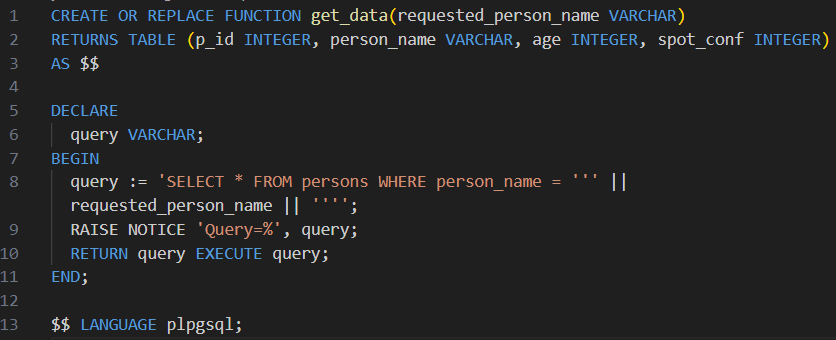 1 CREATE OR REPLACE FUNCTION get_data(requested_person_name VARCHAR)
2 RETURNS TABLE (p_id INTEGER, person_name VARCHAR, age INTEGER, spot_conf INTEGER)
3 AS $$
4
5 DECLARE
6   query VARCHAR;
7 BEGIN
8   query := 'SELECT * FROM persons WHERE person_name = ''' ||
  requested_person_name || '''';
9   RAISE NOTICE 'Query=%', query;
10   RETURN query EXECUTE query;
11 END;
12
13 $$ LANGUAGE plpgsql;